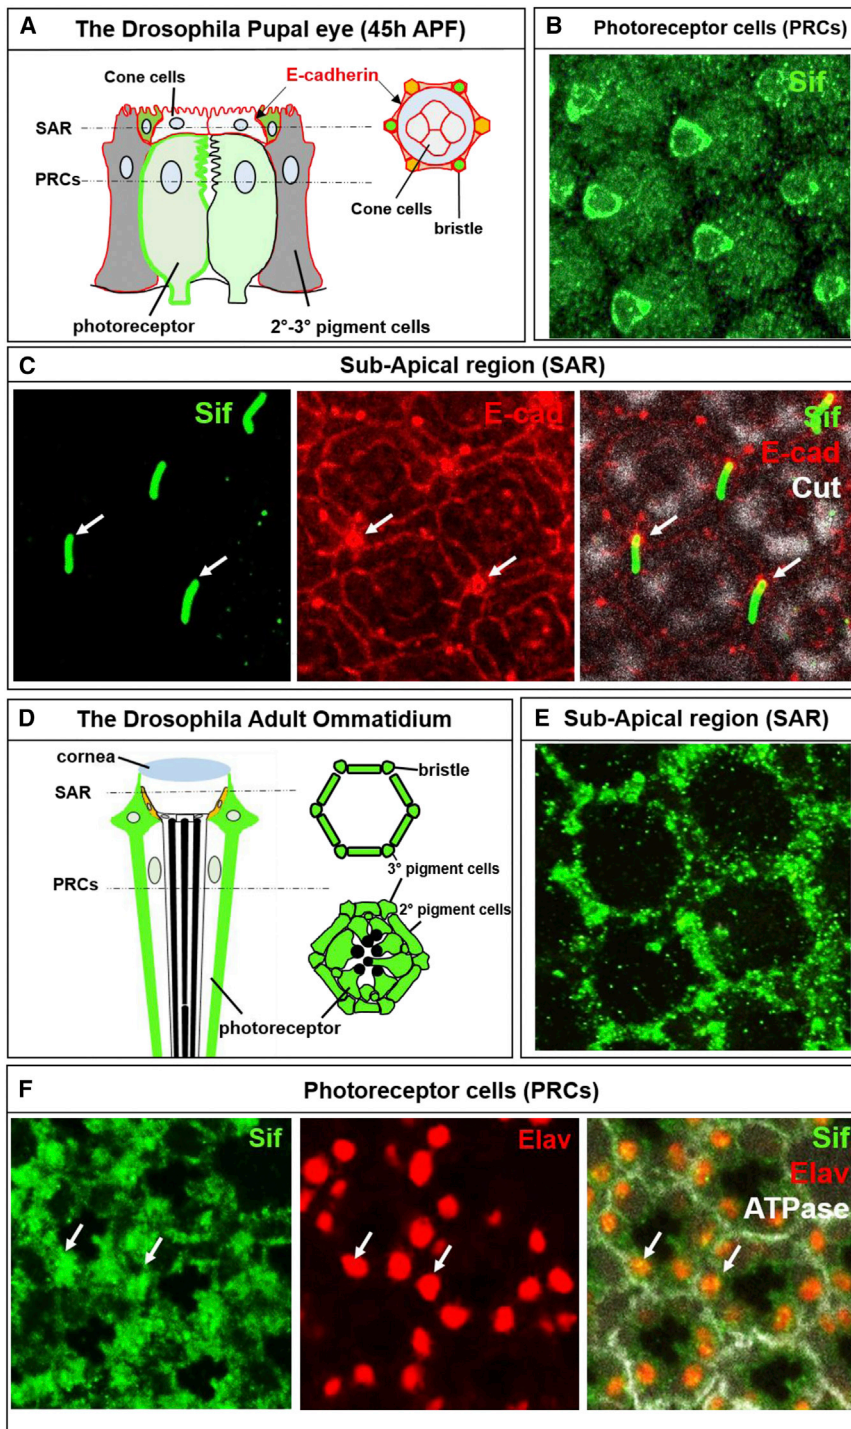 A
The Drosophila Pupal eye (45h APF)
Cone cells
E-cadherin
SAR
PRCs
Cone cells
bristle
photoreceptor
2°-3° pigment cells
B
Photoreceptor cells (PRCs)
Sif
C
Sub-Apical region (SAR)
Sif
E-cad
Sif
E-cad
Cut
D
The Drosophila Adult Ommatidium
cornea
SAR
bristle
PRCs
3° pigment cells
2° pigment cells
photoreceptor
E
Sub-Apical region (SAR)
F
Photoreceptor cells (PRCs)
Sif
Elav
Sif
Elav
ATPase